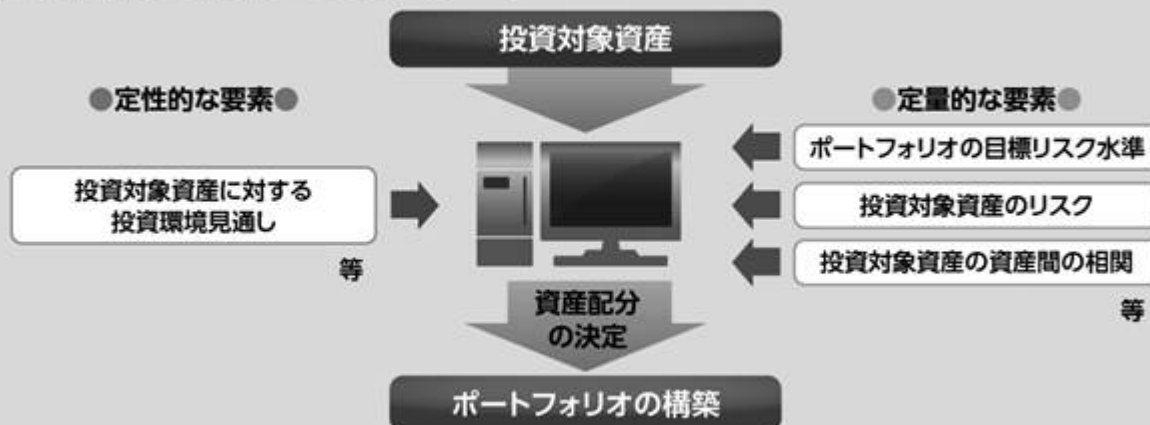 投資対象資産
●定性的な要素●
投資対象資産に対する
投資環境見通し
等
●定量的な要素●
ポートフォリオの目標リスク水準
投資対象資産のリスク
投資対象資産の資産間の相関
等
資産配分
の決定
ポートフォリオの構築